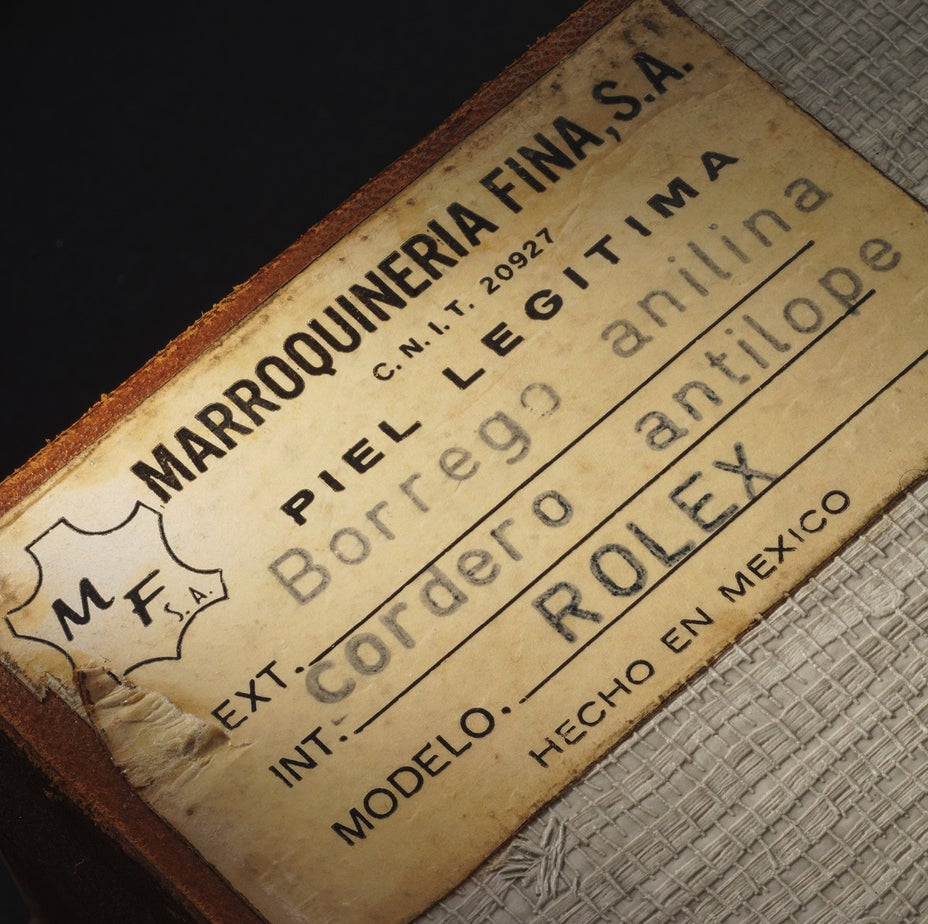 MARROQUINERIA FINA, S.A.
C.N.I.T. 20927
PIEL LEGITIMA
MF S.A.
EXT. Borrego anilina
INT. cordero antilope
MODELO. ROLEX
HECHO EN MEXICO